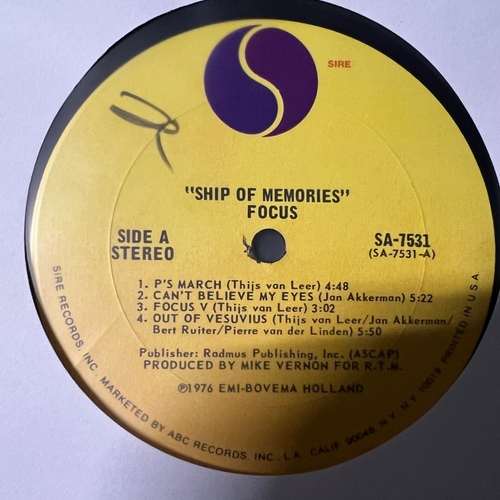 SIRE
"SHIP OF MEMORIES"
FOCUS
SIDE A
STEREO
SA-7531
(SA-7531-A)
1. P'S MARCH (Thijs van Leer) 4:48
2. CAN'T BELIEVE MY EYES (Jan Akkerman) 5:22
3. FOCUS V (Thijs van Leer) 3:02
4. OUT OF VESUVIUS (Thijs van Leer/Jan Akkerman/
Bert Ruiter/Pierre van der Linden) 5:50
Publisher: Radmus Publishing, Inc. (ASCAP)
PRODUCED BY MIKE VERNON FOR R.T.M.
℗1976 EMI-BOVEMA HOLLAND
SIRE RECORDS, INC. MARKETED BY ABC RECORDS, INC., L.A. CALIF 90048 N.Y. N.Y. 10019 PRINTED IN U.S.A.